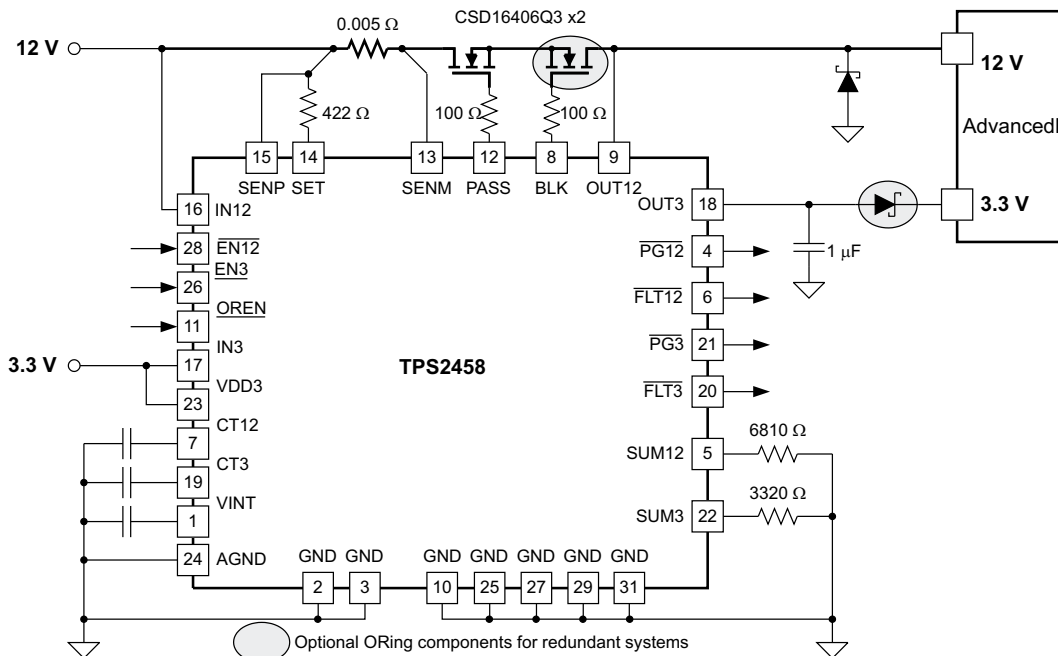 CSD16406Q3 x2
0.005 Ω
12 V
12 V
422 Ω
100 Ω
100 Ω
AdvancedM
15
14
13
12
8
9
SENP
SET
SENM
PASS
BLK
OUT12
16
IN12
OUT3
18
3.3 V
28
EN12
PG12
4
1 μF
EN3
26
FLT12
6
OREN
11
IN3
PG3
21
3.3 V
17
TPS2458
VDD3
FLT3
20
23
CT12
6810 Ω
7
SUM12
5
CT3
19
3320 Ω
VINT
SUM3
22
1
24
AGND
GND
GND
GND
GND
GND
GND
GND
2
3
10
25
27
29
31
Optional ORing components for redundant systems